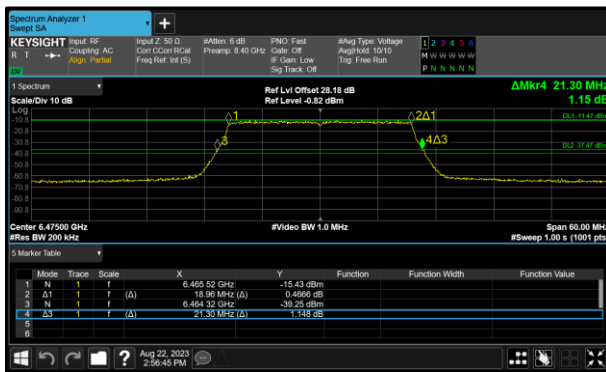 Spectrum Analyzer 1
Swept SA
+
KEYSIGHT Input: RF Input Z: 50 Ω #Atten: 6 dB PNO: Fast #Avg Type: Voltage 1 2 3 4 5 6
R T Coupling: AC Corr CCorr RCal Preamp: 8.40 GHz Gate: Off Avg|Hold: 10/10 M W W W W W
Align: Partial Freq Ref: Int (S) IF Gain: Low Trig: Free Run
Sig Track: Off P N N N N N
1 Spectrum
Ref Lvl Offset 28.18 dB ΔMkr4 21.30 MHz
Scale/Div 10 dB Ref Level -0.82 dBm 1.15 dB
Log
-10.8 1 2Δ1 DL1 -11.47 dBm
-20.8
-30.8 3 4Δ3 DL2 -37.47 dBm
-40.8
-50.8
-60.8
-70.8
-80.8
-90.8
Center 6.47500 GHz #Video BW 1.0 MHz Span 60.00 MHz
#Res BW 200 kHz #Sweep 1.00 s (1001 pts
5 Marker Table
Mode Trace Scale X Y Function Function Width Function Value
1 N 1 f 6.465 52 GHz -15.43 dBm
2 Δ1 1 f (Δ) 18.96 MHz (Δ) 0.4666 dB
3 N 1 f 6.464 32 GHz -39.25 dBm
4 Δ3 1 f (Δ) 21.30 MHz (Δ) 1.148 dB
5
6
? Aug 22, 2023
2:56:45 PM